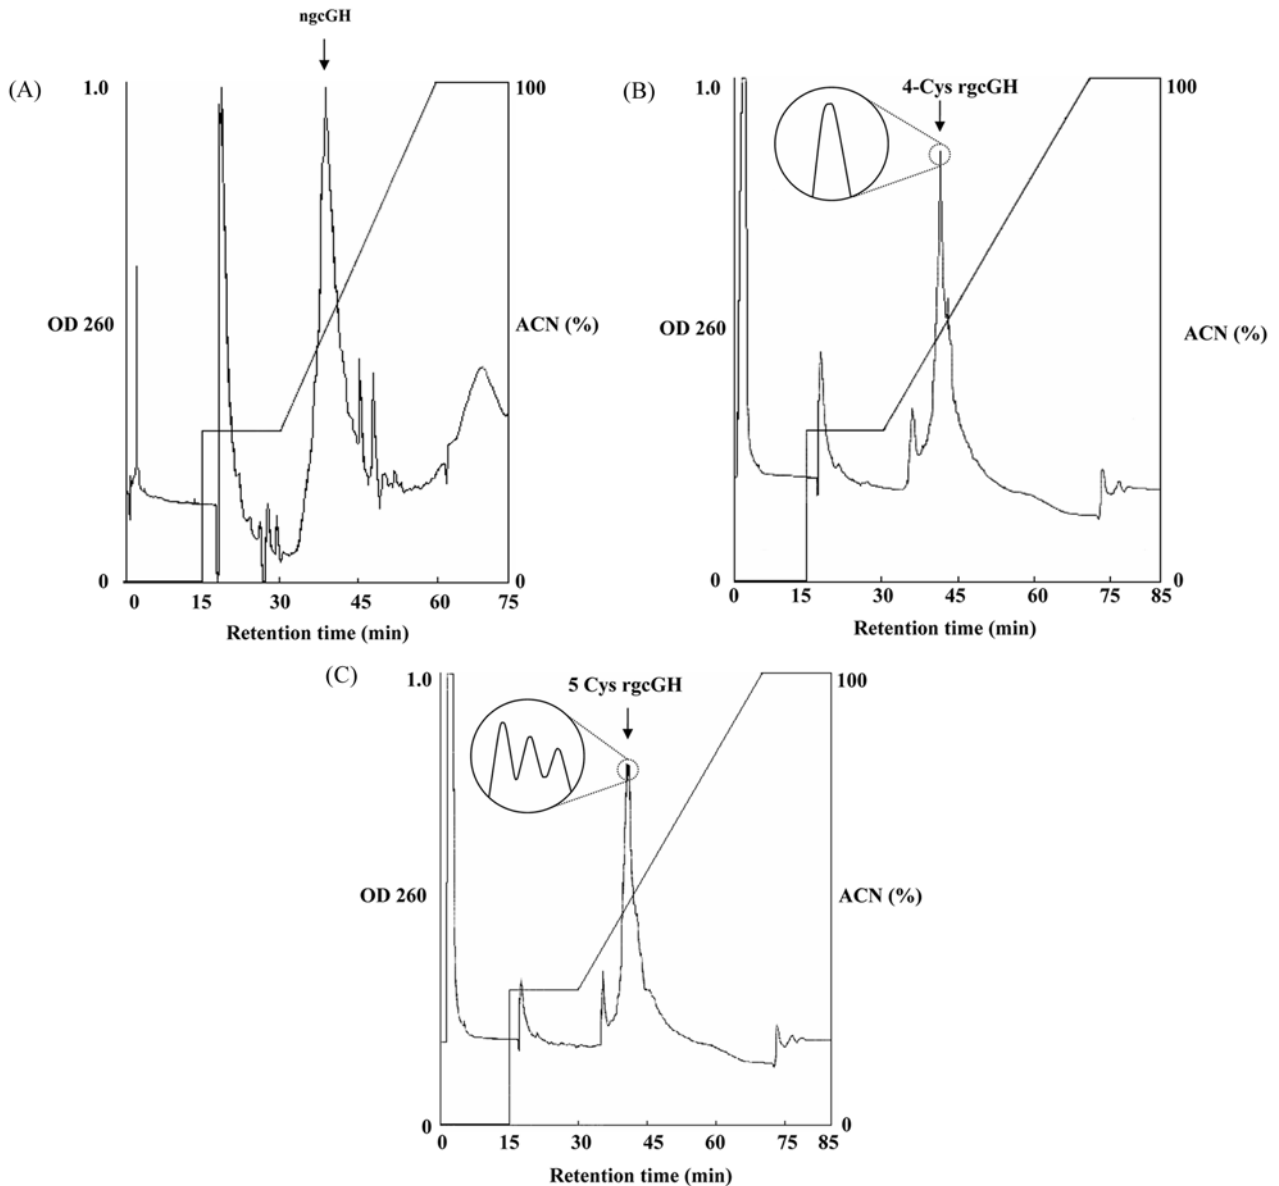 ngcGH
(A)
1.0
100
OD 260
ACN (%)
0
0
0 15 30 45 60 75
Retention time (min)
(B)
4-Cys rgcGH
1.0
100
OD 260
ACN (%)
0
0
0 15 30 45 60 75 85
Retention time (min)
(C)
5 Cys rgcGH
1.0
100
OD 260
ACN (%)
0
0
0 15 30 45 60 75 85
Retention time (min)